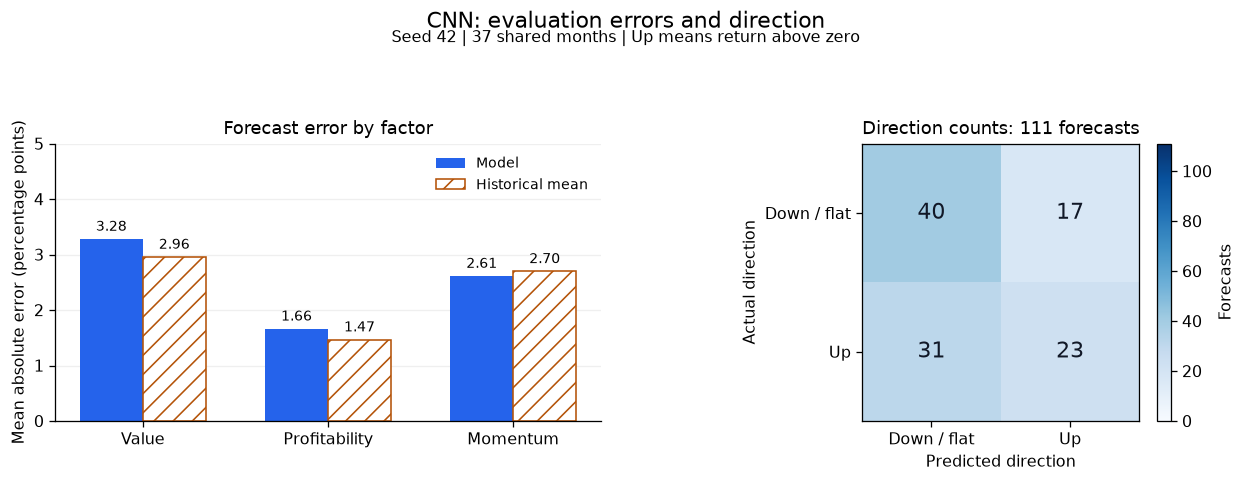 CNN: evaluation errors and direction
Seed 42 | 37 shared months | Up means return above zero
Forecast error by factor
Mean absolute error (percentage points)
5
4
3
2
1
0
Model
Historical mean
3.28
2.96
1.66
1.47
2.61
2.70
Value
Profitability
Momentum
Direction counts: 111 forecasts
Actual direction
Down / flat
Up
40
17
31
23
Down / flat
Up
Predicted direction
100
80
60
40
20
0
Forecasts